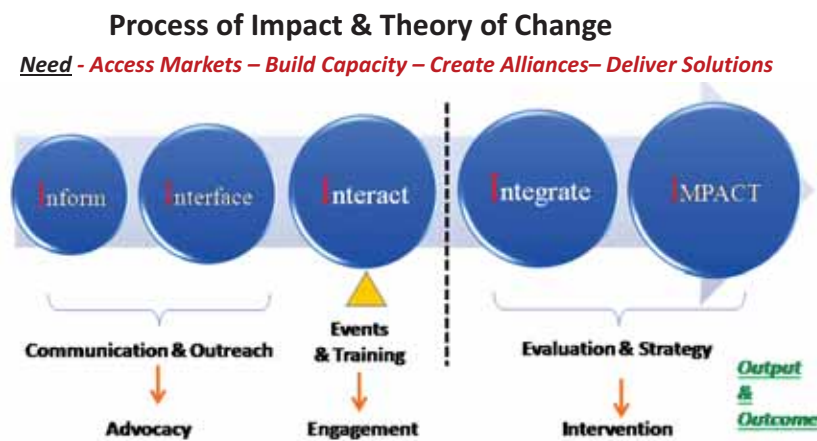 Process of Impact & Theory of Change
Need - Access Markets – Build Capacity – Create Alliances– Deliver Solutions
Inform
Interface
Interact
Integrate
IMPACT
Communication & Outreach
Events
& Training
Evaluation & Strategy
Advocacy
Engagement
Intervention
Output
&
Outcome